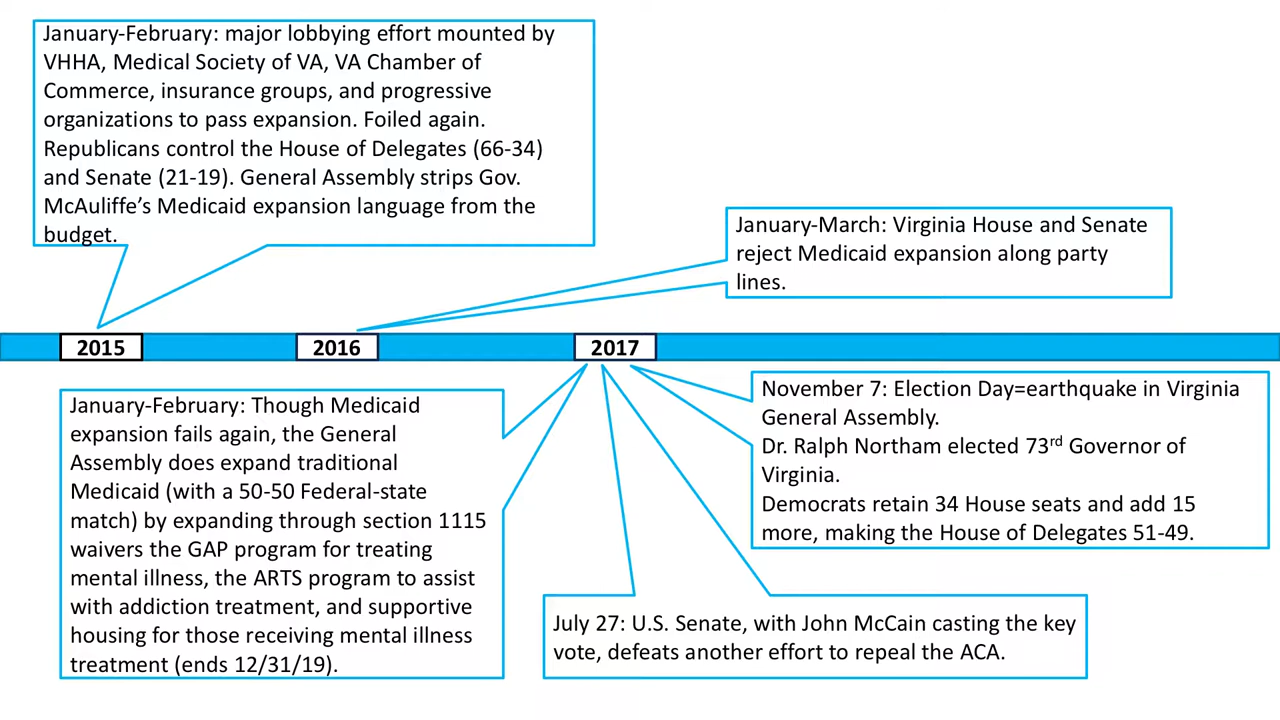 January-February: major lobbying effort mounted by
VHHA, Medical Society of VA, VA Chamber of
Commerce, insurance groups, and progressive
organizations to pass expansion. Foiled again.
Republicans control the House of Delegates (66-34)
and Senate (21-19). General Assembly strips Gov.
McAuliffe’s Medicaid expansion language from the
budget.
January-March: Virginia House and Senate
reject Medicaid expansion along party
lines.
2015
2016
2017
January-February: Though Medicaid
expansion fails again, the General
Assembly does expand traditional
Medicaid (with a 50-50 Federal-state
match) by expanding through section 1115
waivers the GAP program for treating
mental illness, the ARTS program to assist
with addiction treatment, and supportive
housing for those receiving mental illness
treatment (ends 12/31/19).
July 27: U.S. Senate, with John McCain casting the key
vote, defeats another effort to repeal the ACA.
November 7: Election Day=earthquake in Virginia
General Assembly.
Dr. Ralph Northam elected 73rd Governor of
Virginia.
Democrats retain 34 House seats and add 15
more, making the House of Delegates 51-49.